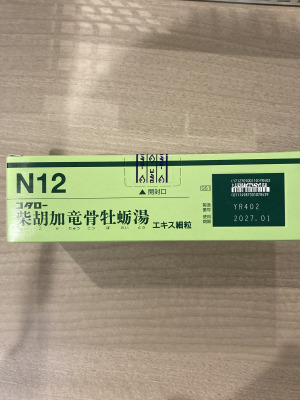 N12
▲開封口
コタロー
柴胡加竜骨牡蛎湯
エキス細粒
製造番号
YR402
使用期限
2027.01